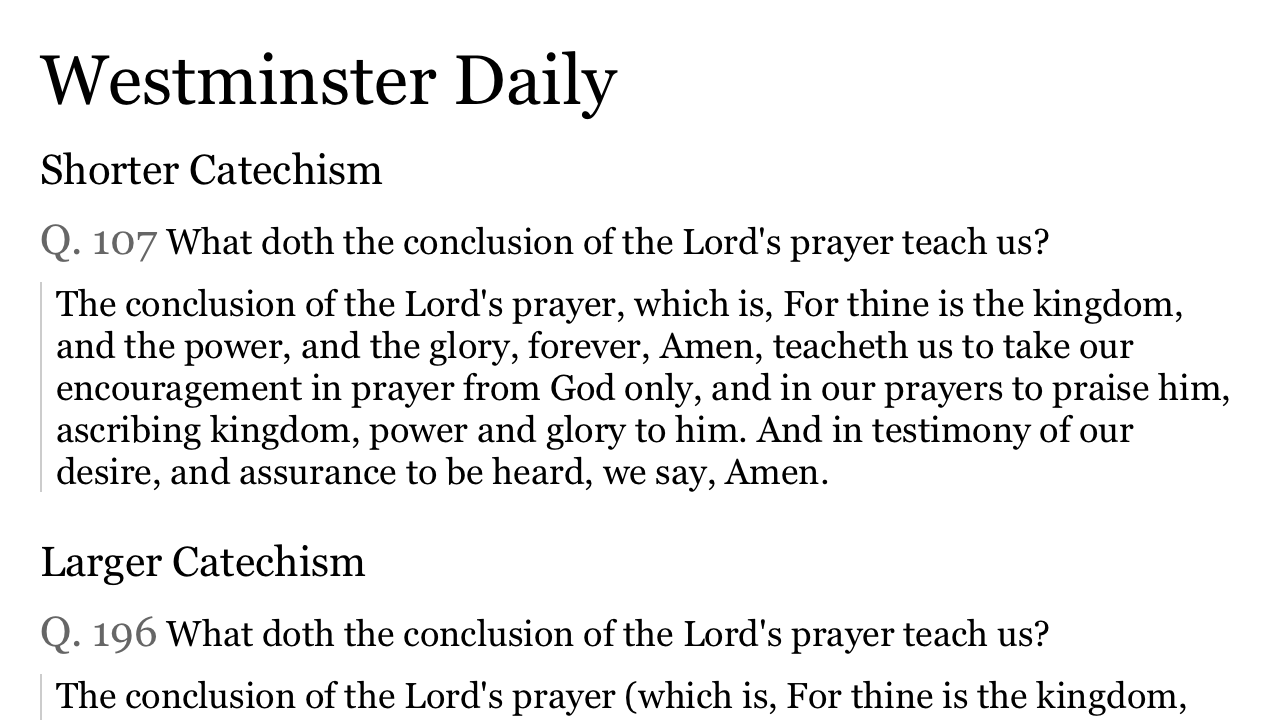 Westminster Daily
Shorter Catechism
Q. 107 What doth the conclusion of the Lord's prayer teach us?
The conclusion of the Lord's prayer, which is, For thine is the kingdom,
and the power, and the glory, forever, Amen, teacheth us to take our
encouragement in prayer from God only, and in our prayers to praise him,
ascribing kingdom, power and glory to him. And in testimony of our
desire, and assurance to be heard, we say, Amen.
Larger Catechism
Q. 196 What doth the conclusion of the Lord's prayer teach us?
The conclusion of the Lord's prayer (which is, For thine is the kingdom,